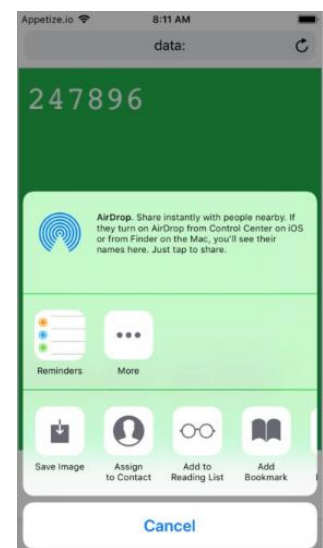 Appetize.io 8:11 AM
data:
247896
AirDrop. Share instantly with people nearby. If
they turn on AirDrop from Control Center on iOS
or from Finder on the Mac, you'll see their
names here. Just tap to share.
Reminders More
Save Image Assign to Contact Add to Reading List Add Bookmark
Cancel